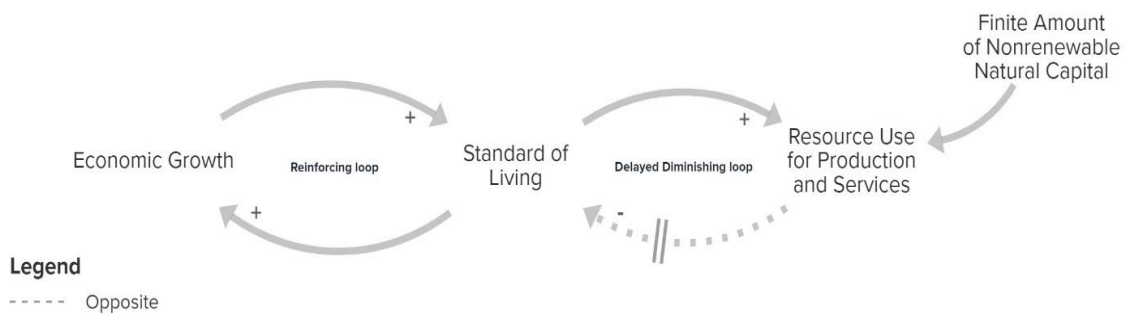 Finite Amount
of Nonrenewable
Natural Capital
+
+
Economic Growth
Reinforcing loop
Standard of
Living
Delayed Diminishing loop
Resource Use
for Production
and Services
+
-
Legend
Opposite